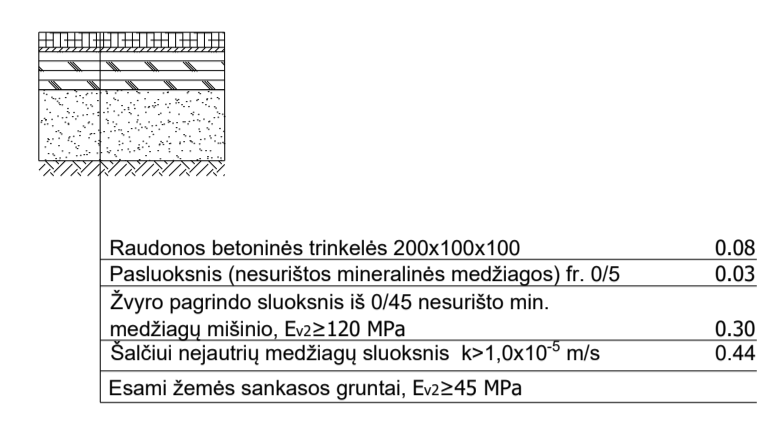 Raudonos betoninės trinkelės 200x100x100 0.08
Pasluoksnis (nesurištos mineralinės medžiagos) fr. 0/5 0.03
Žvyro pagrindo sluoksnis iš 0/45 nesurišto min.
medžiagų mišinio, Ev2≥120 MPa 0.30
Šalčiui nejautrių medžiagų sluoksnis k>1,0x10⁻⁵ m/s 0.44
Esami žemės sankasos gruntai, Ev2≥45 MPa